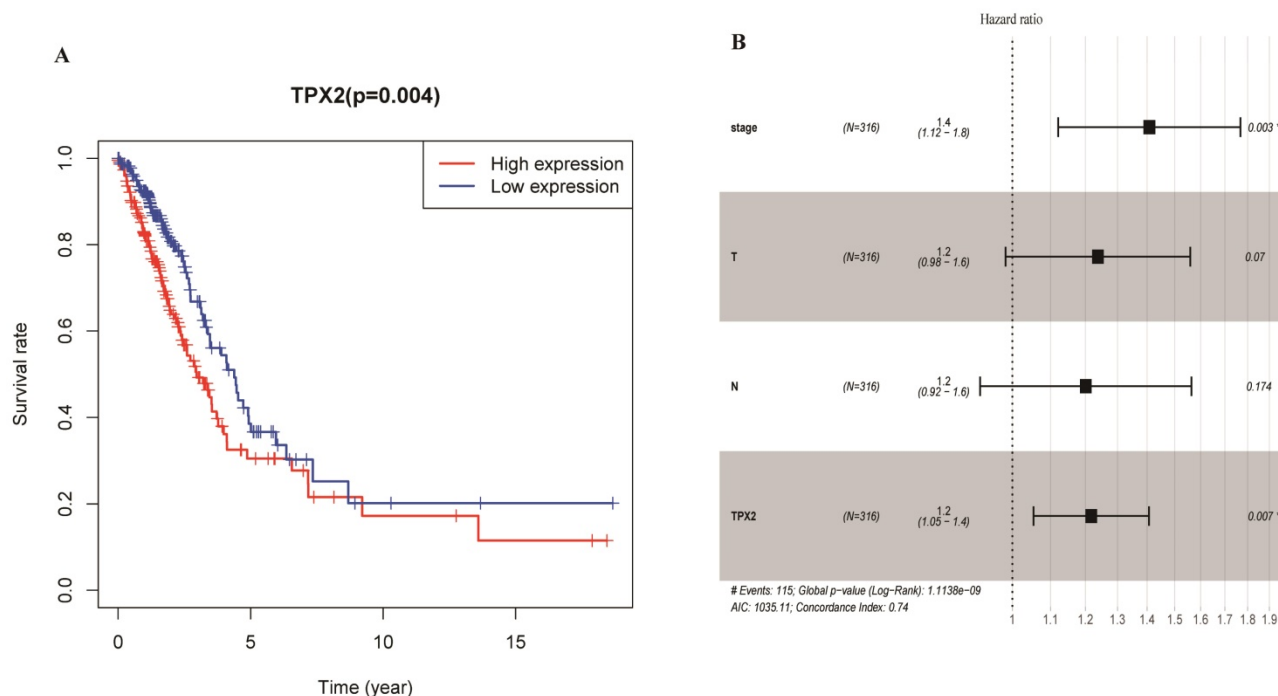 A
TPX2(p=0.004)
High expression
Low expression
Survival rate
1.0
0.8
0.6
0.4
0.2
0.0
0 5 10 15
Time (year)
B
Hazard ratio
stage (N=316) 1.4 (1.12 − 1.8) 0.003
T (N=316) 1.2 (0.98 − 1.6) 0.07
N (N=316) 1.2 (0.92 − 1.6) 0.174
TPX2 (N=316) 1.2 (1.05 − 1.4) 0.007
# Events: 115; Global p−value (Log−Rank): 1.1138e−09
AIC: 1035.11; Concordance Index: 0.74
1 1.1 1.2 1.3 1.4 1.5 1.6 1.7 1.8 1.9